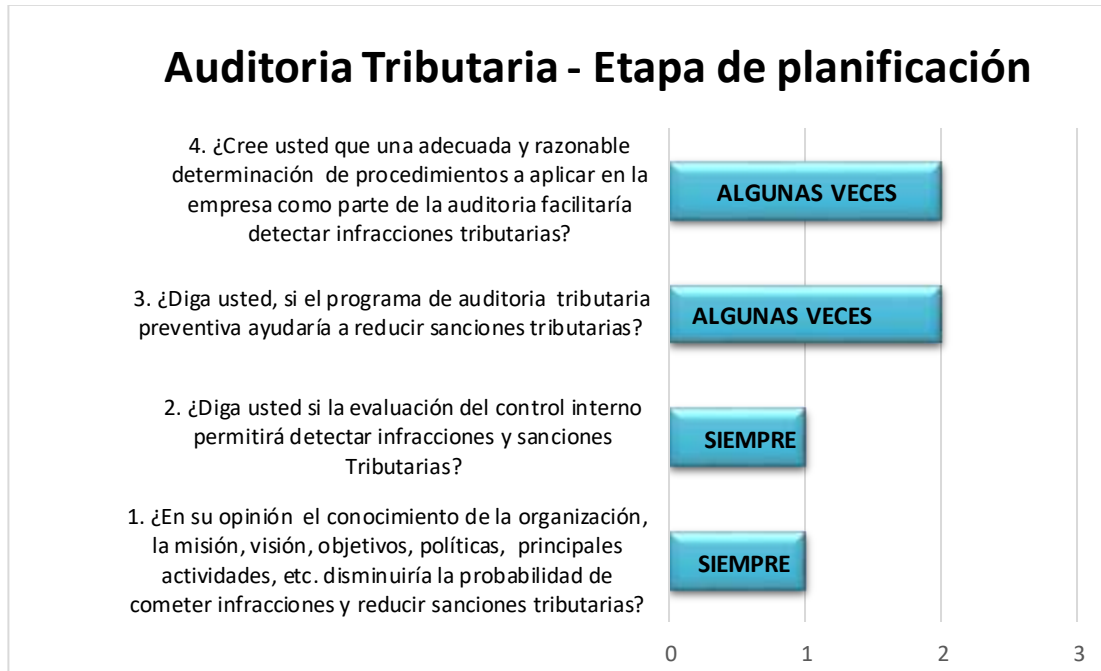 Auditoria Tributaria - Etapa de planificación
4. ¿Cree usted que una adecuada y razonable
determinación de procedimientos a aplicar en la
empresa como parte de la auditoria facilitaría
detectar infracciones tributarias?
ALGUNAS VECES
3. ¿Diga usted, si el programa de auditoria tributaria
preventiva ayudaría a reducir sanciones tributarias?
ALGUNAS VECES
2. ¿Diga usted si la evaluación del control interno
permitirá detectar infracciones y sanciones
Tributarias?
SIEMPRE
1. ¿En su opinión el conocimiento de la organización,
la misión, visión, objetivos, políticas, principales
actividades, etc. disminuiría la probabilidad de
cometer infracciones y reducir sanciones tributarias?
SIEMPRE
0 1 2 3